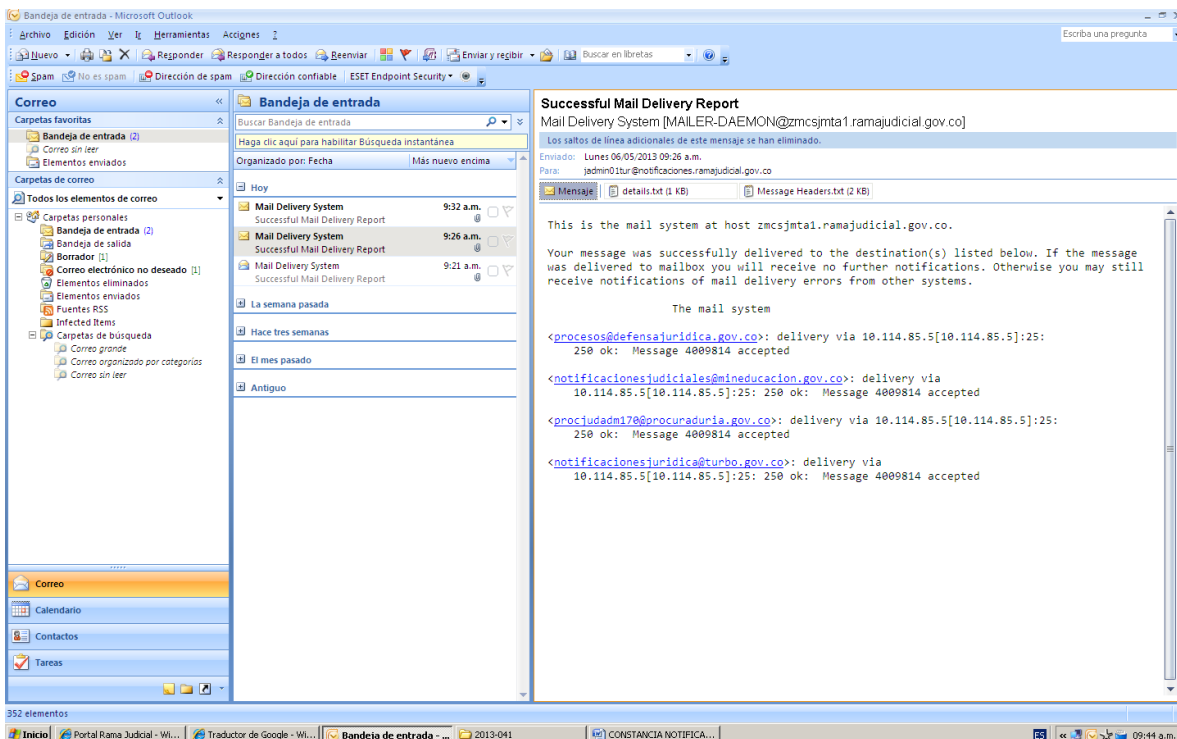 Bandeja de entrada - Microsoft Outlook
Archivo Edición Ver Ir Herramientas Acciones ?
Escriba una pregunta
Nuevo Responder Responder a todos Reenviar Enviar y recibir Buscar en libretas
Spam No es spam Dirección de spam Dirección confiable ESET Endpoint Security
Correo
Carpetas favoritas
Bandeja de entrada (2)
Correo sin leer
Elementos enviados
Carpetas de correo
Todos los elementos de correo
Carpetas personales
Bandeja de entrada (2)
Bandeja de salida
Borrador [1]
Correo electrónico no deseado [1]
Elementos eliminados
Elementos enviados
Fuentes RSS
Infected Items
Carpetas de búsqueda
Correo grande
Correo organizado por categorías
Correo sin leer
Correo
Calendario
Contactos
Tareas
Bandeja de entrada
Buscar Bandeja de entrada
Haga clic aquí para habilitar Búsqueda instantánea
Organizado por: Fecha Más nuevo encima
Hoy
Mail Delivery System 9:32 a.m.
Successful Mail Delivery Report
Mail Delivery System 9:26 a.m.
Successful Mail Delivery Report
Mail Delivery System 9:21 a.m.
Successful Mail Delivery Report
La semana pasada
Hace tres semanas
El mes pasado
Antiguo
Successful Mail Delivery Report
Mail Delivery System [MAILER-DAEMON@zmcsjmta1.ramajudicial.gov.co]
Los saltos de línea adicionales de este mensaje se han eliminado.
Enviado: Lunes 06/05/2013 09:26 a.m.
Para: jadmin01tur@notificaciones.ramajudicial.gov.co
Mensaje details.txt (1 KB) Message Headers.txt (2 KB)
This is the mail system at host zmcsjmta1.ramajudicial.gov.co.
Your message was successfully delivered to the destination(s) listed below. If the message
was delivered to mailbox you will receive no further notifications. Otherwise you may still
receive notifications of mail delivery errors from other systems.
The mail system
<procesos@defensajuridica.gov.co>: delivery via 10.114.85.5[10.114.85.5]:25:
250 ok: Message 4009814 accepted
<notificacionesjudiciales@mineducacion.gov.co>: delivery via
10.114.85.5[10.114.85.5]:25: 250 ok: Message 4009814 accepted
<procjudadm170@procuraduria.gov.co>: delivery via 10.114.85.5[10.114.85.5]:25:
250 ok: Message 4009814 accepted
<notificacionesjuridica@turbo.gov.co>: delivery via
10.114.85.5[10.114.85.5]:25: 250 ok: Message 4009814 accepted
352 elementos
Inicio Portal Rama Judicial - Wi... Traductor de Google - Wi... Bandeja de entrada - ... 2013-041 CONSTANCIA NOTIFICA... ES 09:44 a.m.